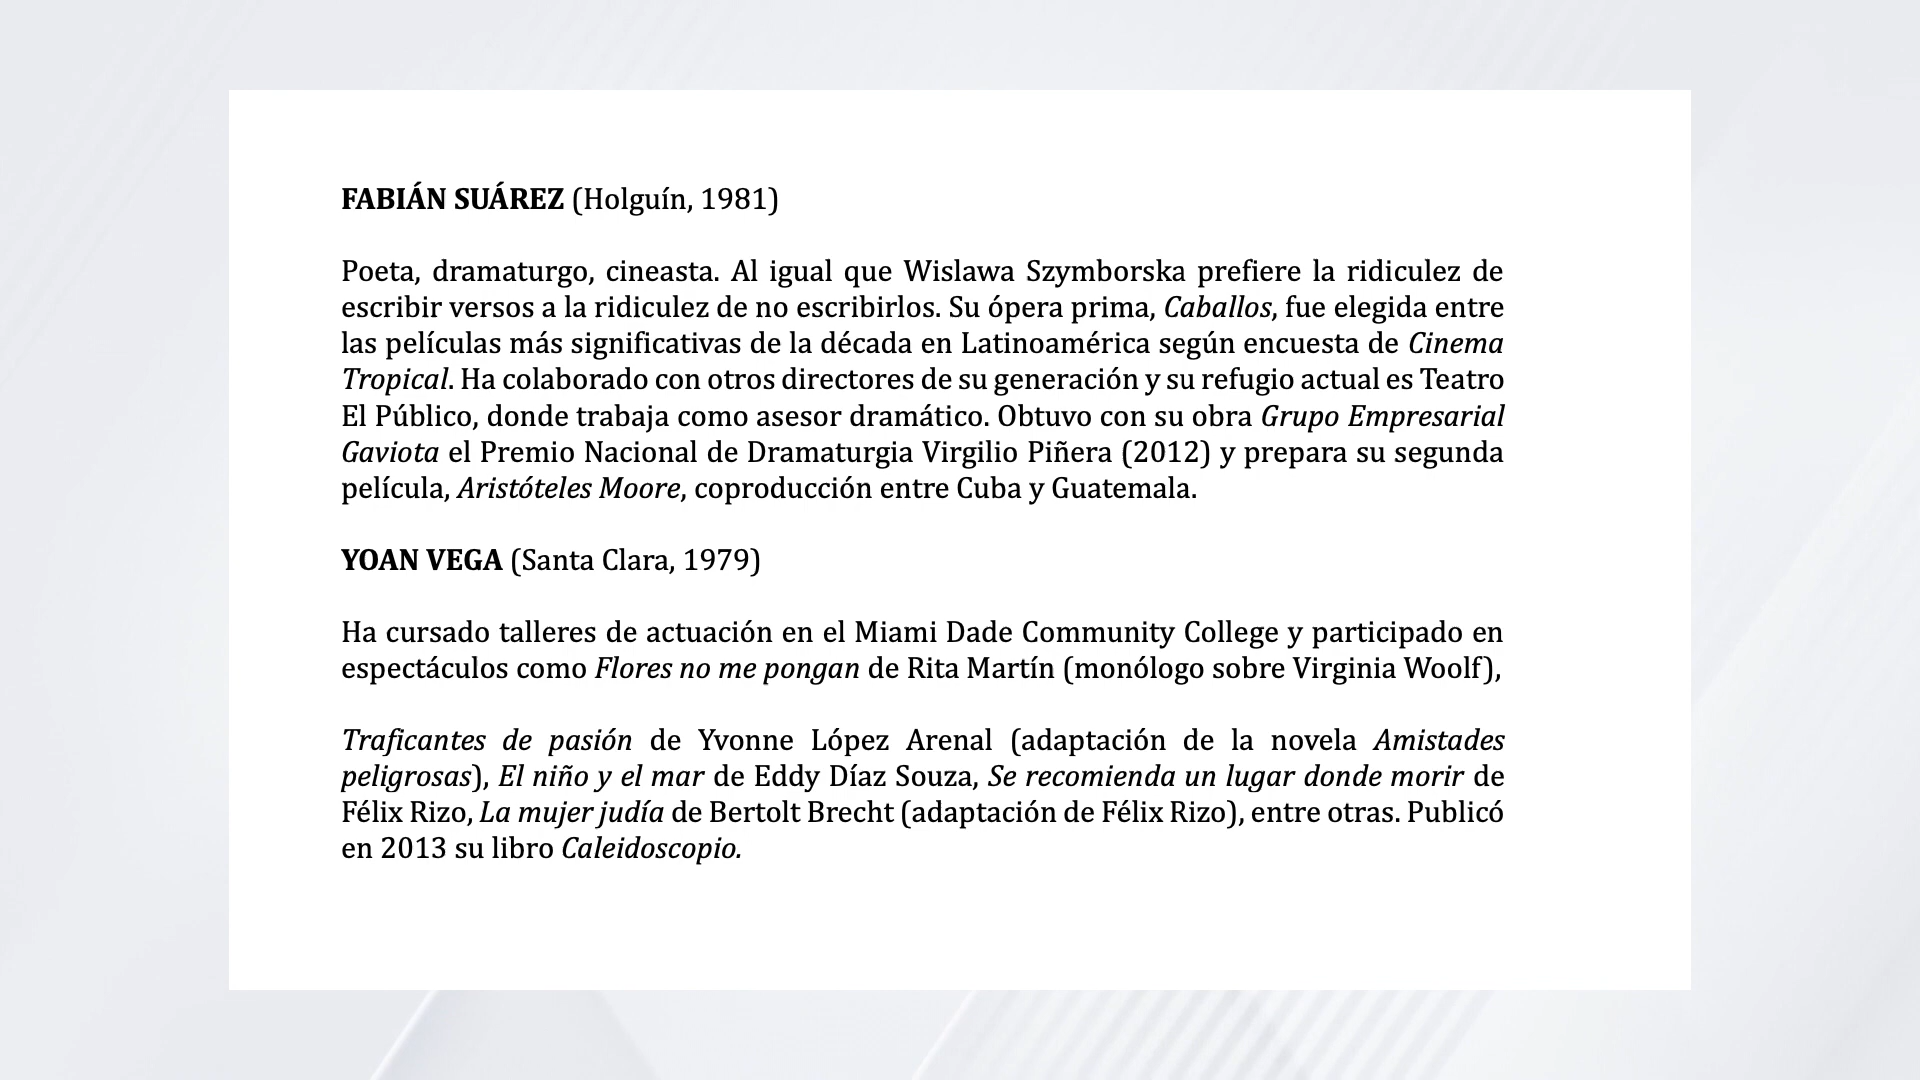 FABIÁN SUÁREZ (Holguín, 1981)
Poeta, dramaturgo, cineasta. Al igual que Wislawa Szymborska prefiere la ridiculez de
escribir versos a la ridiculez de no escribirlos. Su ópera prima, Caballos, fue elegida entre
las películas más significativas de la década en Latinoamérica según encuesta de Cinema
Tropical. Ha colaborado con otros directores de su generación y su refugio actual es Teatro
El Público, donde trabaja como asesor dramático. Obtuvo con su obra Grupo Empresarial
Gaviota el Premio Nacional de Dramaturgia Virgilio Piñera (2012) y prepara su segunda
película, Aristóteles Moore, coproducción entre Cuba y Guatemala.
YOAN VEGA (Santa Clara, 1979)
Ha cursado talleres de actuación en el Miami Dade Community College y participado en
espectáculos como Flores no me pongan de Rita Martín (monólogo sobre Virginia Woolf),
Traficantes de pasión de Yvonne López Arenal (adaptación de la novela Amistades
peligrosas), El niño y el mar de Eddy Díaz Souza, Se recomienda un lugar donde morir de
Félix Rizo, La mujer judía de Bertolt Brecht (adaptación de Félix Rizo), entre otras. Publicó
en 2013 su libro Caleidoscopio.